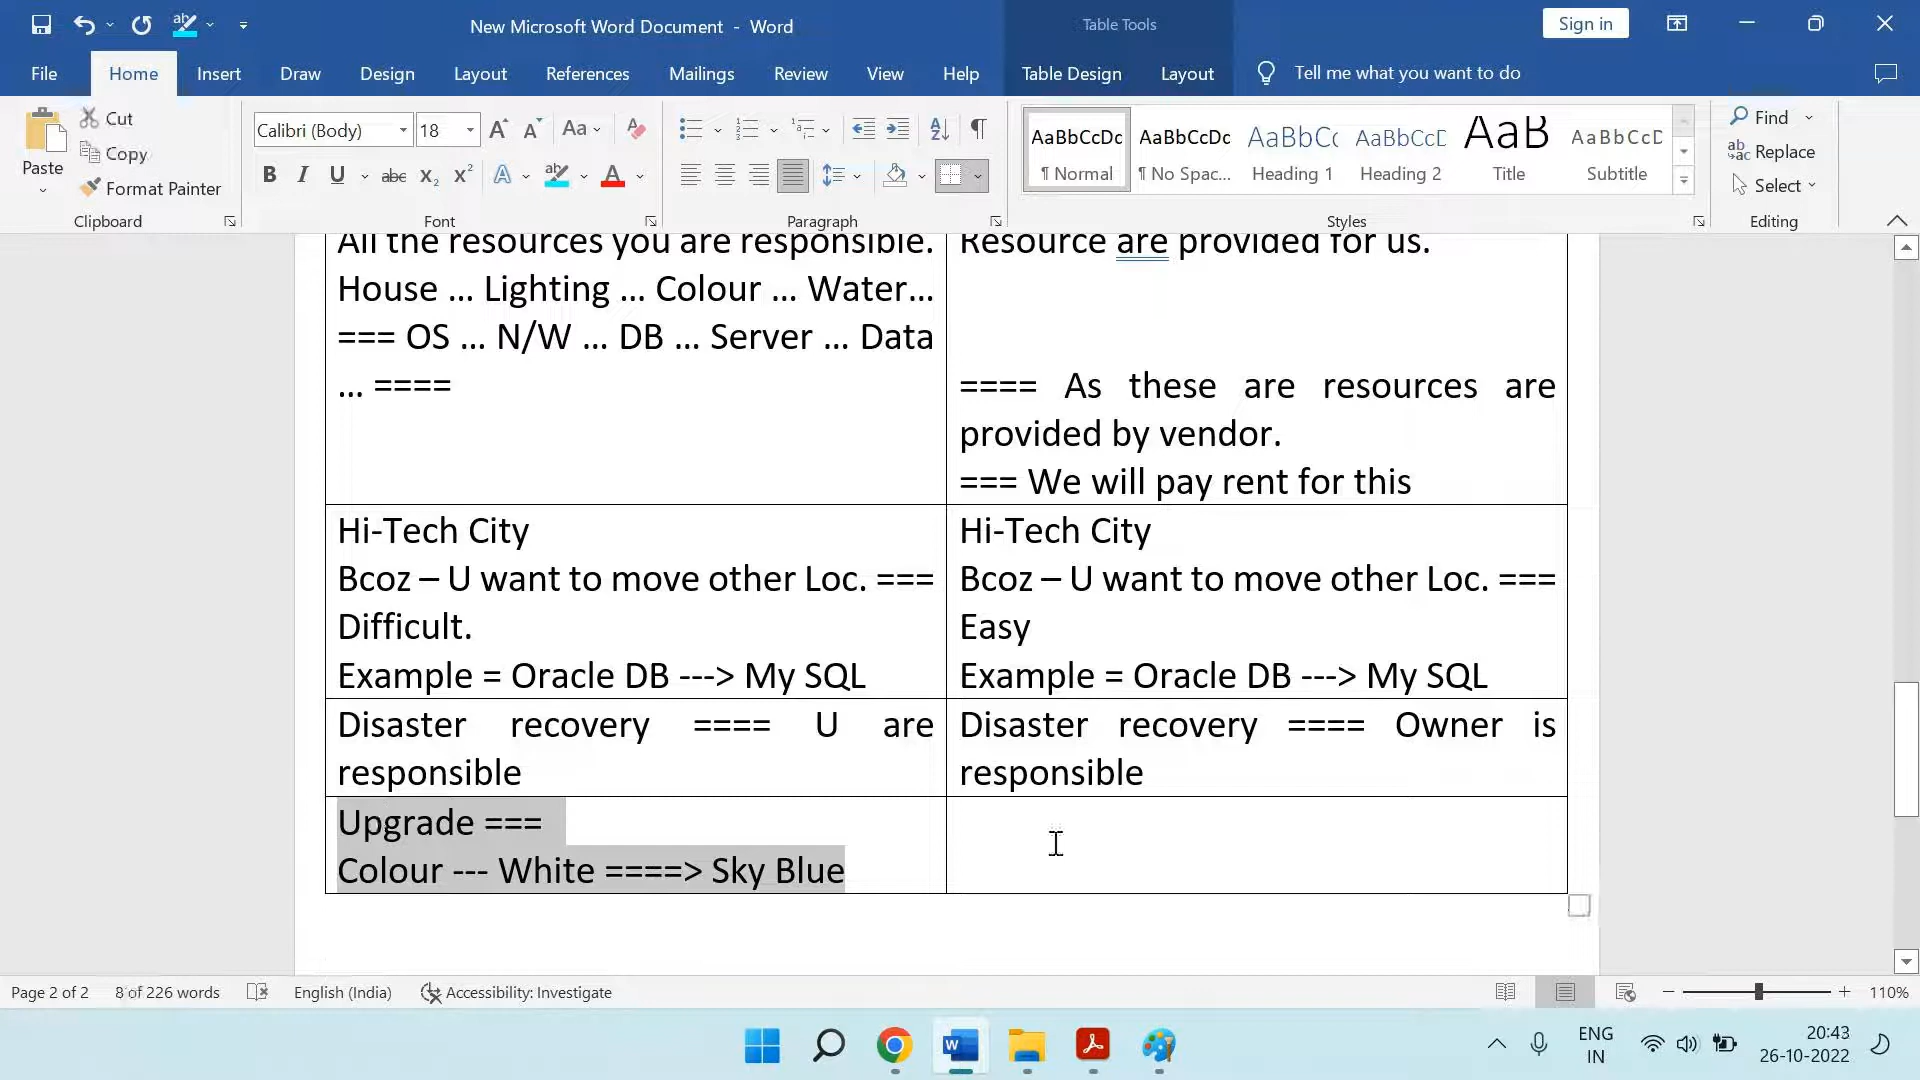 New Microsoft Word Document - Word
Table Tools
Sign in
File Home Insert Draw Design Layout References Mailings Review View Help Table Design Layout Tell me what you want to do
Paste
Cut
Copy
Format Painter
Clipboard
Calibri (Body) 18
Font
Paragraph
AaBbCcDc AaBbCcDc AaBbCc AaBbCcD AaB AaBbCcD
¶ Normal ¶ No Spac... Heading 1 Heading 2 Title Subtitle
Styles
Find
Replace
Select
Editing
All the resources you are responsible.
House ... Lighting ... Colour ... Water...
=== OS ... N/W ... DB ... Server ... Data
... ====
Resource are provided for us.
==== As these are resources are
provided by vendor.
=== We will pay rent for this
Hi-Tech City
Bcoz – U want to move other Loc. ===
Difficult.
Example = Oracle DB ---> My SQL
Hi-Tech City
Bcoz – U want to move other Loc. ===
Easy
Example = Oracle DB ---> My SQL
Disaster recovery ==== U are
responsible
Disaster recovery ==== Owner is
responsible
Upgrade ===
Colour --- White ====> Sky Blue
Page 2 of 2 8 of 226 words English (India) Accessibility: Investigate 110%
ENG
IN
20:43
26-10-2022